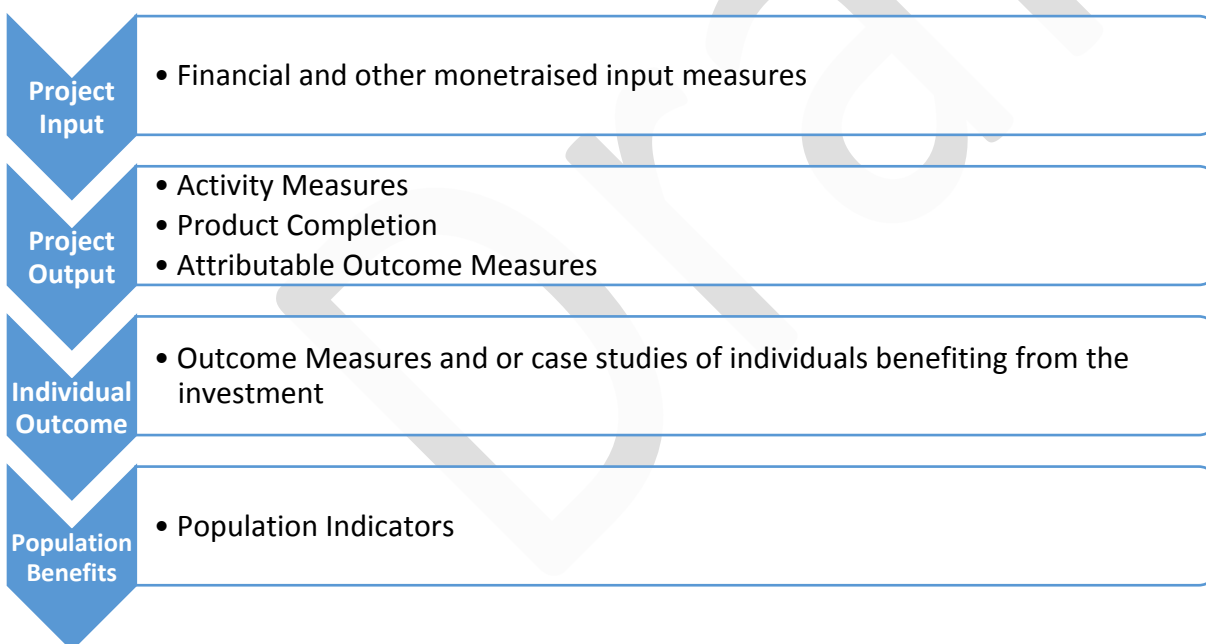 Project
Input
• Financial and other monetraised input measures
Project
Output
• Activity Measures
• Product Completion
• Attributable Outcome Measures
Individual
Outcome
• Outcome Measures and or case studies of individuals benefiting from the
investment
Population
Benefits
• Population Indicators